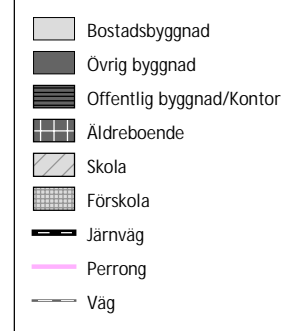 Bostadsbyggnad
Övrig byggnad
Offentlig byggnad/Kontor
Äldreboende
Skola
Förskola
Järnväg
Perrong
Väg